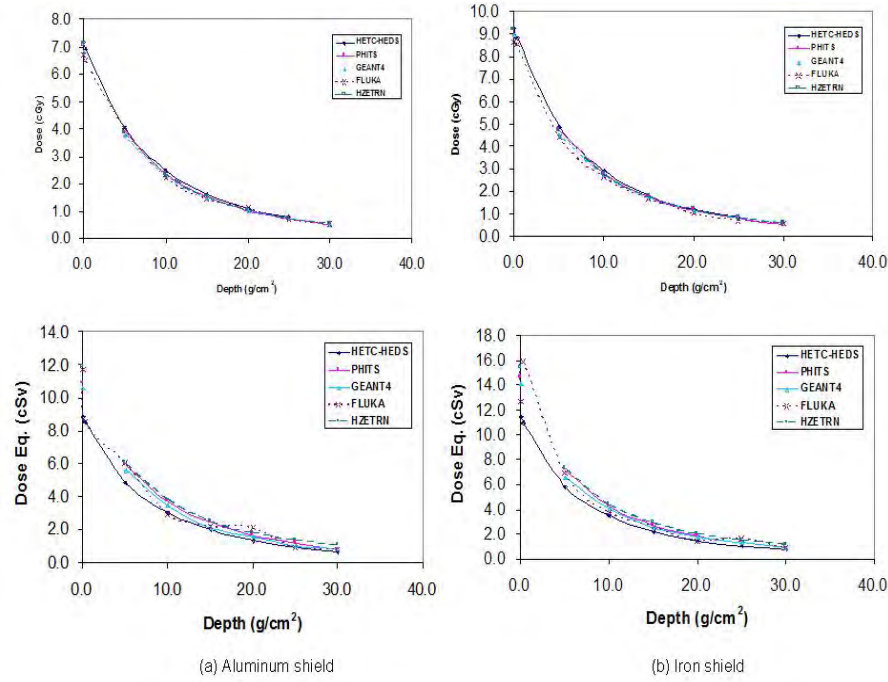 8.0
7.0
6.0
5.0
4.0
3.0
2.0
1.0
0.0
Dose (cGy)
0.0 10.0 20.0 30.0 40.0
Depth (g/cm²)
HETC-HEDS
PHITS
GEANT4
FLUKA
HZETRN
10.0
9.0
8.0
7.0
6.0
5.0
4.0
3.0
2.0
1.0
0.0
Dose (cGy)
0.0 10.0 20.0 30.0 40.0
Depth (g/cm²)
HETC-HEDS
PHITS
GEANT4
FLUKA
HZETRN
14.0
12.0
10.0
8.0
6.0
4.0
2.0
0.0
Dose Eq. (cSv)
0.0 10.0 20.0 30.0 40.0
Depth (g/cm²)
HETC-HEDS
PHITS
GEANT4
FLUKA
HZETRN
18.0
16.0
14.0
12.0
10.0
8.0
6.0
4.0
2.0
0.0
Dose Eq. (cSv)
0.0 10.0 20.0 30.0 40.0
Depth (g/cm²)
HETC-HEDS
PHITS
GEANT4
FLUKA
HZETRN
(a) Aluminum shield
(b) Iron shield